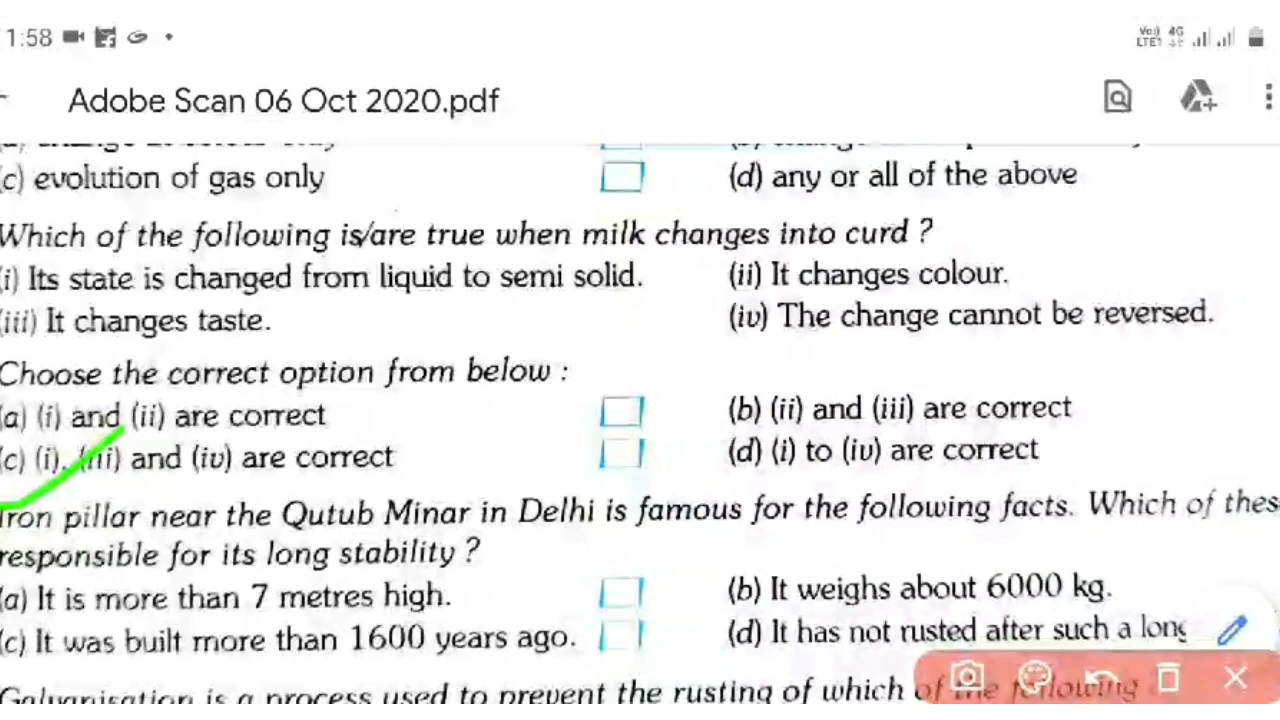 1:58
Vo)) 4G
LTE1
Adobe Scan 06 Oct 2020.pdf
(c) evolution of gas only (d) any or all of the above
Which of the following is/are true when milk changes into curd ?
(i) Its state is changed from liquid to semi solid. (ii) It changes colour.
(iii) It changes taste. (iv) The change cannot be reversed.
Choose the correct option from below :
(a) (i) and (ii) are correct (b) (ii) and (iii) are correct
(c) (i), (iii) and (iv) are correct (d) (i) to (iv) are correct
Iron pillar near the Qutub Minar in Delhi is famous for the following facts. Which of thes
responsible for its long stability ?
(a) It is more than 7 metres high. (b) It weighs about 6000 kg.
(c) It was built more than 1600 years ago. (d) It has not rusted after such a long
Galvanisation is a process used to prevent the rusting of which of the following